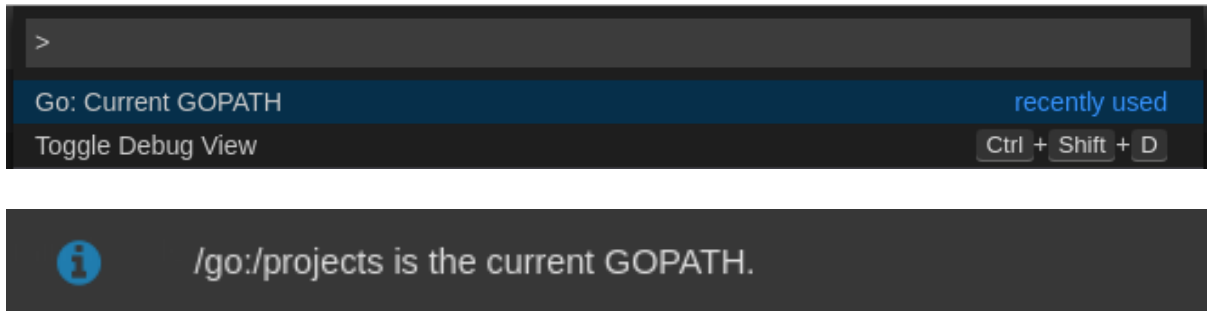 >
Go: Current GOPATH recently used
Toggle Debug View Ctrl + Shift + D
/go:/projects is the current GOPATH.